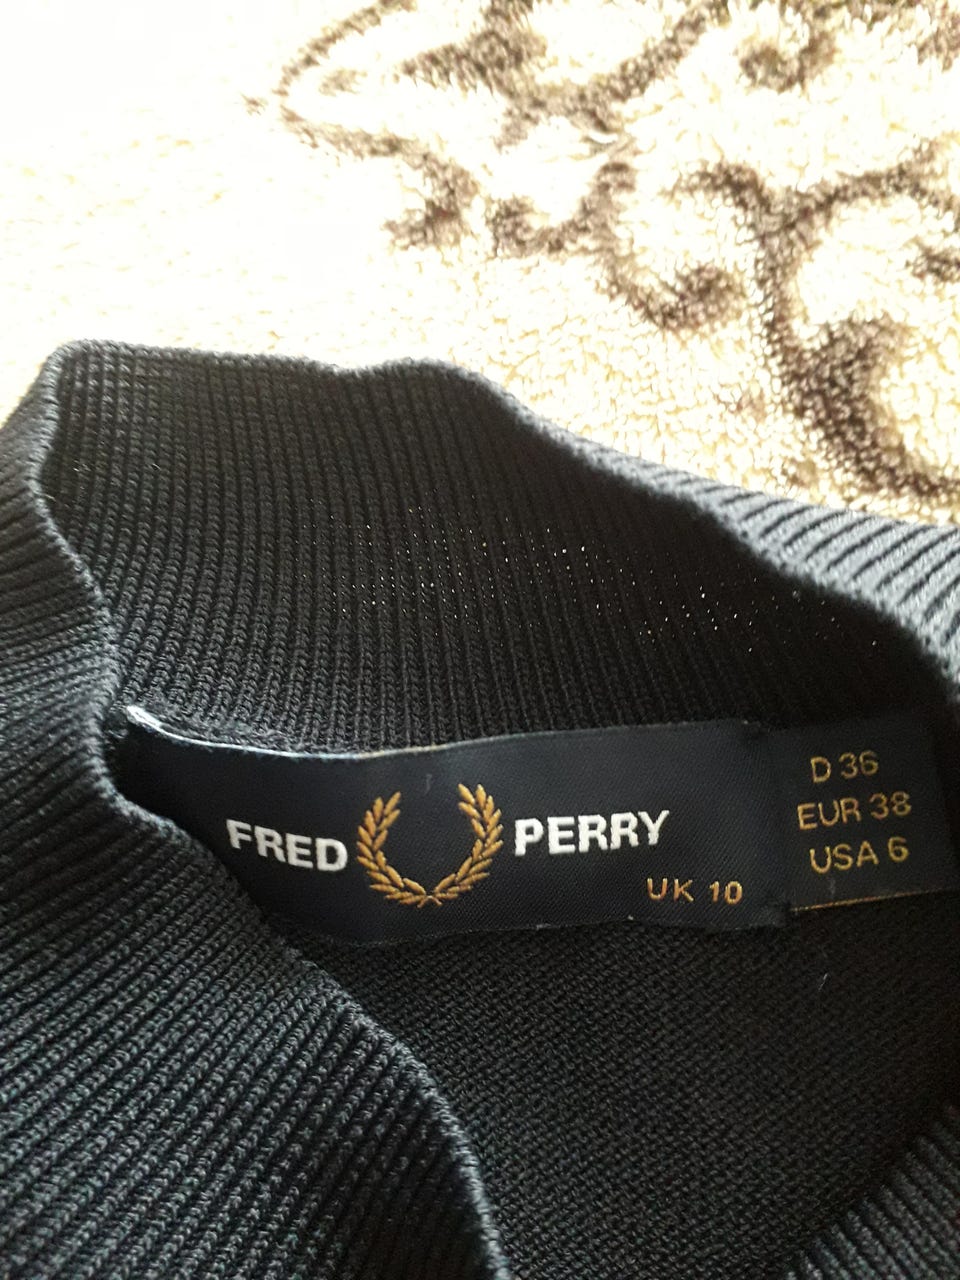 FRED PERRY
UK 10
D 36
EUR 38
USA 6